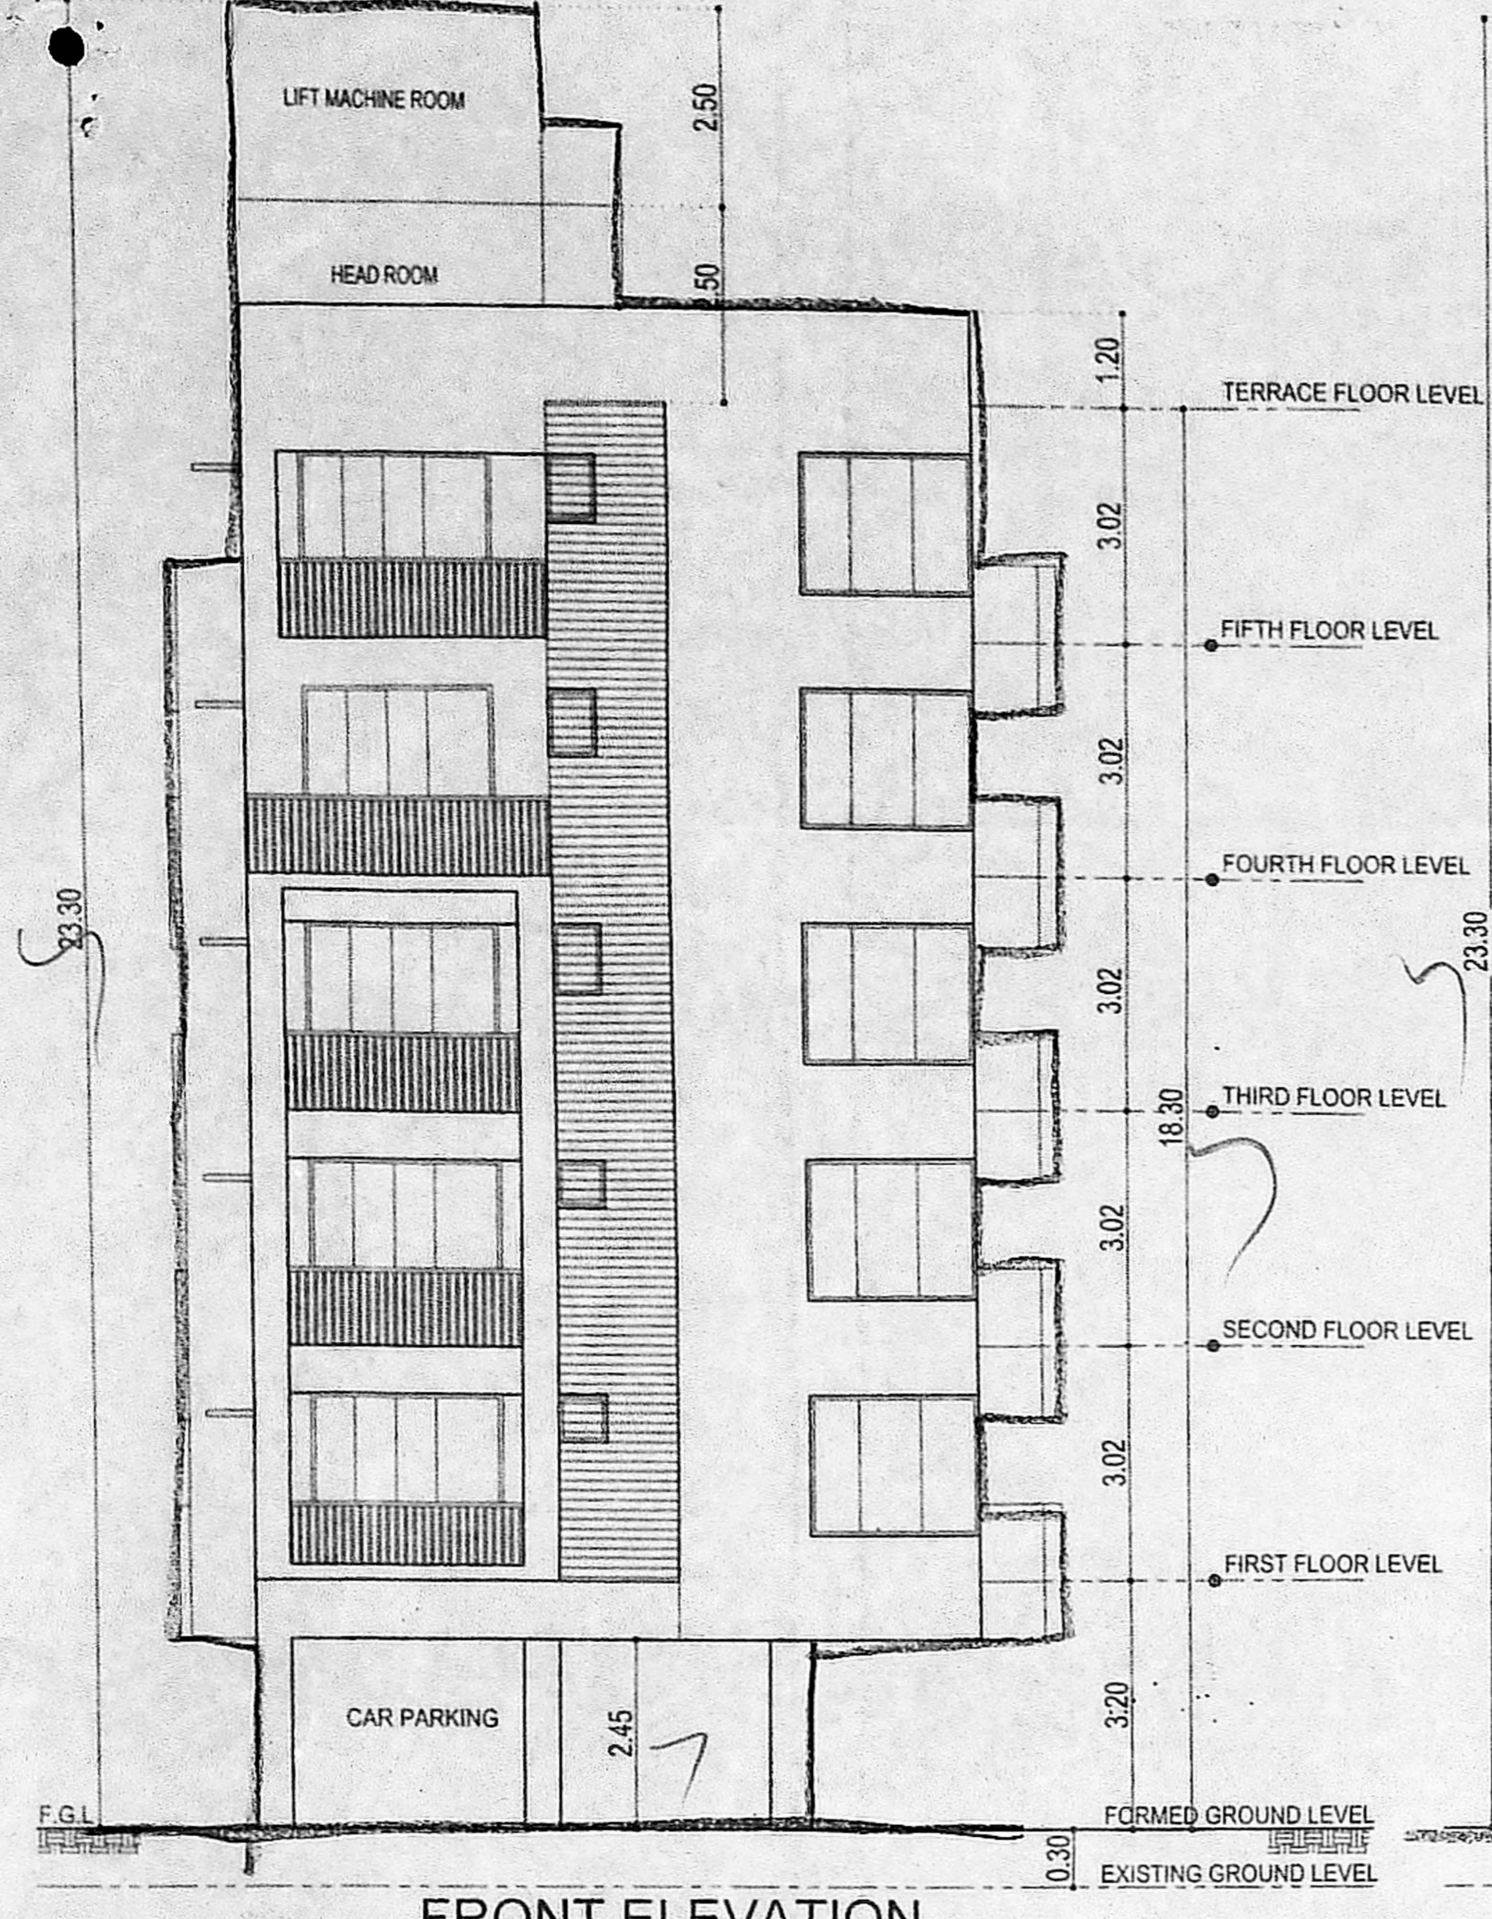 LIFT MACHINE ROOM
2.50
HEAD ROOM
.50
1.20
TERRACE FLOOR LEVEL
3.02
FIFTH FLOOR LEVEL
3.02
FOURTH FLOOR LEVEL
23.30
23.30
3.02
THIRD FLOOR LEVEL
18.30
3.02
SECOND FLOOR LEVEL
3.02
FIRST FLOOR LEVEL
CAR PARKING
2.45
3.20
F.G.L
FORMED GROUND LEVEL
0.30
EXISTING GROUND LEVEL
FRONT ELEVATION